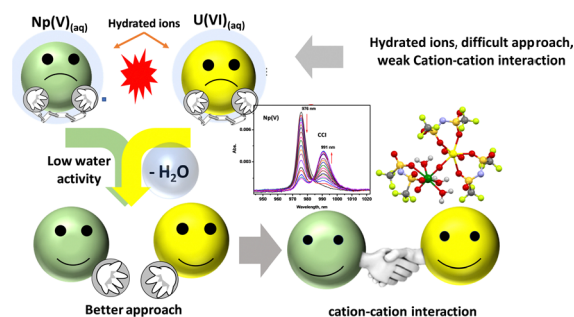 Np(V)(aq)
Hydrated ions
U(VI)(aq)
Hydrated ions, difficult approach,
weak Cation-cation interaction
Np(V)
976 nm
CCI
991 nm
0.006
0.003
Abs.
950 960 970 980 990 1000 1010 1020
Wavelength, nm
Low water
activity
- H2O
Better approach
cation-cation interaction